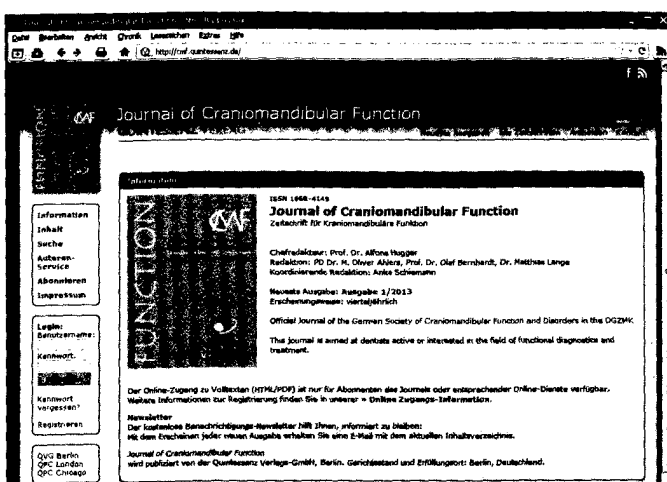 Datei Bearbeiten Ansicht Chronik Lesezeichen Extras Hilfe
http://cmf.quintessenz.de/
f
CMF
Journal of Craniomandibular Function
FUNCTION
Information
Inhalt
Suche
Autoren-
Service
Abonnieren
Impressum
Login:
Benutzername:
Kennwort:
Kennwort
vergessen?
Registrieren
QVG Berlin
QPC London
QPC Chicago
Information
FUNCTION
CMF
ISSN 1868-4149
Journal of Craniomandibular Function
Zeitschrift für Kraniomandibuläre Funktion
Chefredakteur: Prof. Dr. Alfons Hugger
Redaktion: PD Dr. M. Oliver Ahlers, Prof. Dr. Olaf Bernhardt, Dr. Matthias Lange
Koordinierende Redaktion: Anke Schiemann
Neueste Ausgabe: Ausgabe 1/2013
Erscheinungsweise: vierteljährlich
Official Journal of the German Society of Craniomandibular Function and Disorders in the DGZMK
This journal is aimed at dentists active or interested in the field of functional diagnostics and
treatment.
Der Online-Zugang zu Volltexten (HTML/PDF) ist nur für Abonnenten des Journals oder entsprechender Online-Dienste verfügbar.
Weitere Informationen zur Registrierung finden Sie in unserer » Online Zugangs-Information.
Newsletter
Der kostenlose Benachrichtigungs-Newsletter hilft Ihnen, informiert zu bleiben:
Mit dem Erscheinen jeder neuen Ausgabe erhalten Sie eine E-Mail mit dem aktuellen Inhaltsverzeichnis.
Journal of Craniomandibular Function
wird publiziert von der Quintessenz Verlags-GmbH, Berlin. Gerichtsstand und Erfüllungsort: Berlin, Deutschland.